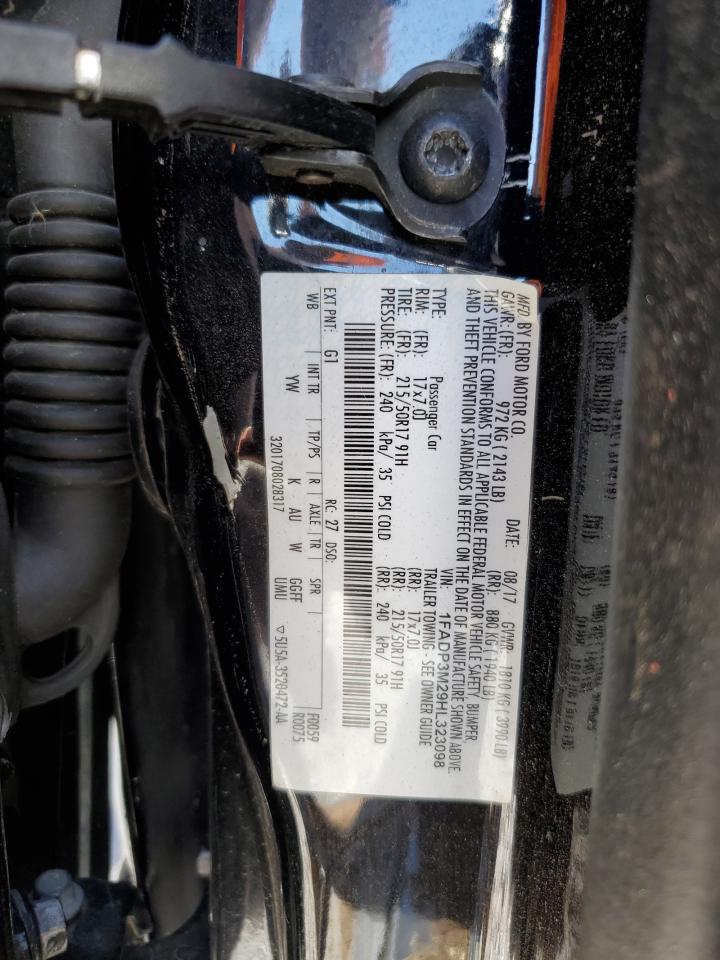 MFD BY FORD MOTOR CO. DATE: 08/17 GVWR: 1810 KG ( 3990 LB)
GAWR: (FR): 972 KG ( 2143 LB) (RR): 880 KG ( 1940 LB)
THIS VEHICLE CONFORMS TO ALL APPLICABLE FEDERAL MOTOR VEHICLE SAFETY, BUMPER,
AND THEFT PREVENTION STANDARDS IN EFFECT ON THE DATE OF MANUFACTURE SHOWN ABOVE.
VIN: 1FADP3M29HL323098
TYPE: Passenger Car TRAILER TOWING - SEE OWNER GUIDE
RIM: (FR): 17x7.0J (RR): 17x7.0J
TIRE: (FR): 215/50R17 91H (RR): 215/50R17 91H
PRESSURE: (FR): 240 kPa/ 35 PSI COLD (RR): 240 kPa/ 35 PSI COLD
EXT PNT: G1 RC: 27 DSO: F0059
WB INT TR TP/PS R AXLE TR SPR R0075
YW K AU W GGFF
UMU
3201708028317 ▽5U5A-3520472-AA